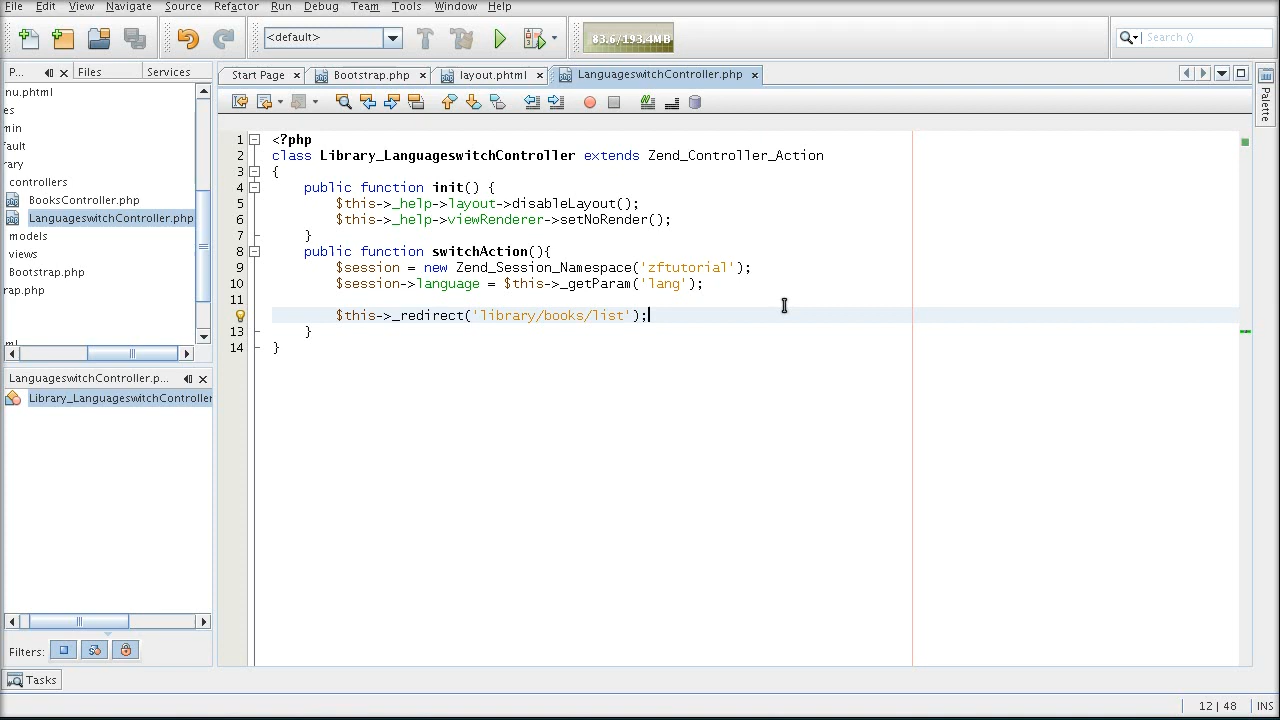 File Edit View Navigate Source Refactor Run Debug Team Tools Window Help
<default> 83.6/193.4MB Search ()
P... Files Services
Start Page Bootstrap.php layout.phtml LanguageswitchController.php
Palette
nu.phtml
es
min
fault
rary
controllers
BooksController.php
LanguageswitchController.php
models
views
Bootstrap.php
rap.php
ml
1 <?php
2 class Library_LanguageswitchController extends Zend_Controller_Action
3 {
4 public function init() {
5 $this->_help->layout->disableLayout();
6 $this->_help->viewRenderer->setNoRender();
7 }
8 public function switchAction(){
9 $session = new Zend_Session_Namespace('zftutorial');
10 $session->language = $this->_getParam('lang');
11
$this->_redirect('library/books/list');
13 }
14 }
LanguageswitchController.p...
Library_LanguageswitchController
Filters:
Tasks
12 | 48 INS